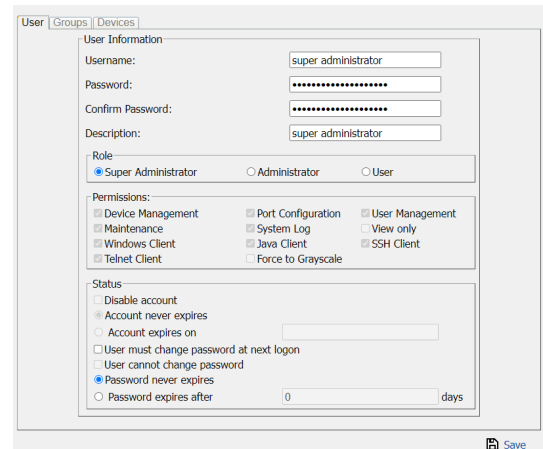 User Groups Devices
User Information
Username: super administrator
Password: ••••••••••••••••••••
Confirm Password: ••••••••••••••••••••
Description: super administrator
Role
Super Administrator Administrator User
Permissions:
Device Management Port Configuration User Management
Maintenance System Log View only
Windows Client Java Client SSH Client
Telnet Client Force to Grayscale
Status
Disable account
Account never expires
Account expires on
User must change password at next logon
User cannot change password
Password never expires
Password expires after 0 days
Save